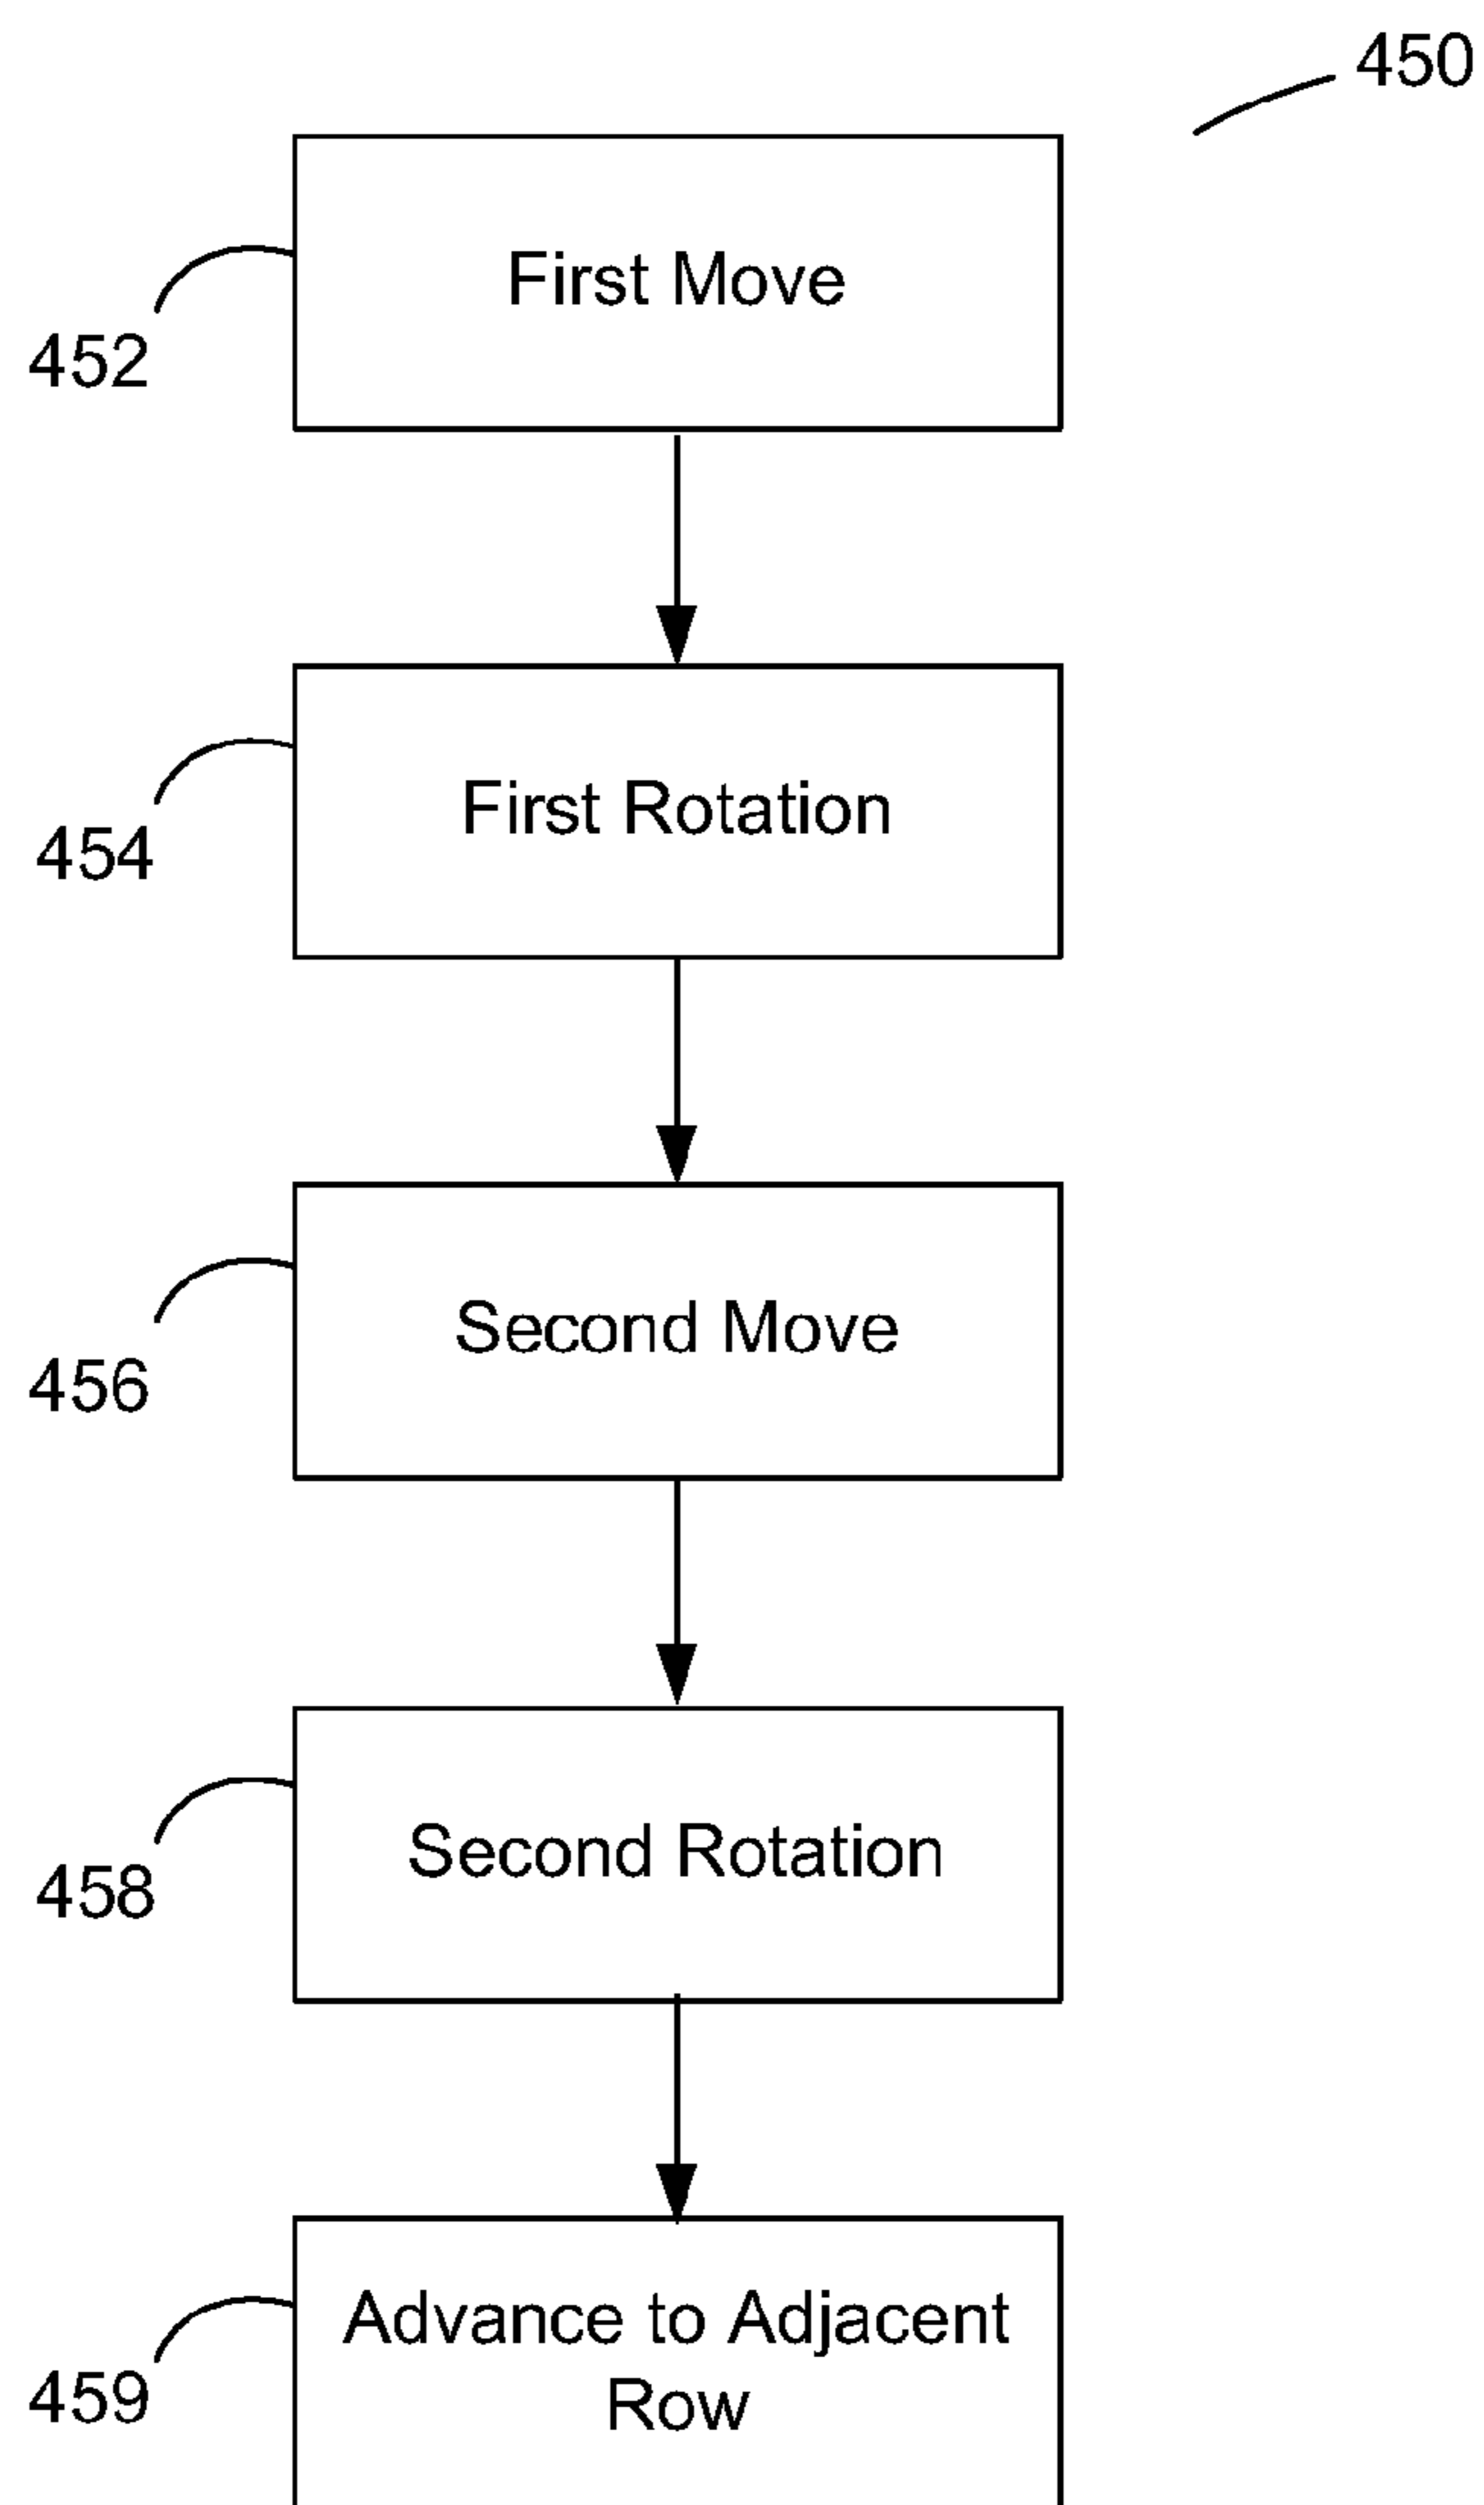 450
First Move
452
First Rotation
454
Second Move
456
Second Rotation
458
Advance to Adjacent
Row
459